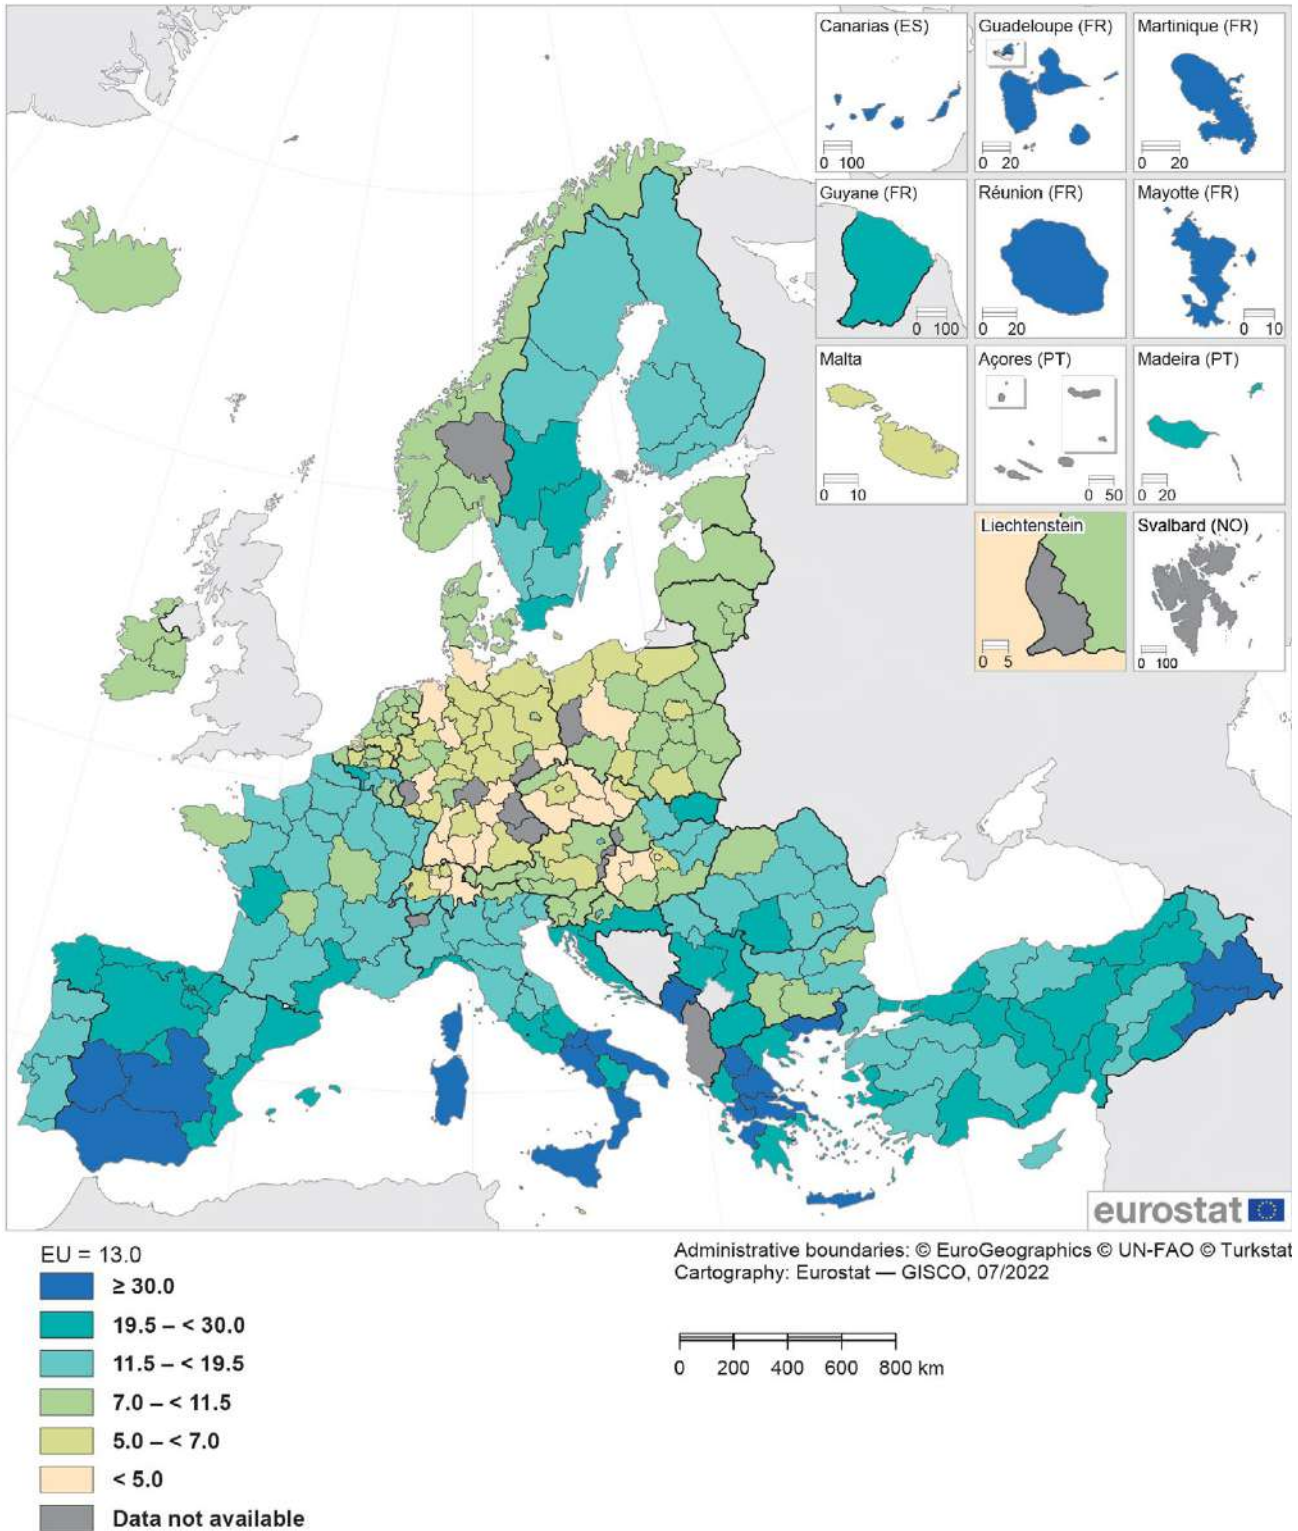 Canarias (ES)
0 100
Guadeloupe (FR)
0 20
Martinique (FR)
0 20
Guyane (FR)
0 100
Réunion (FR)
0 20
Mayotte (FR)
0 10
Malta
0 10
Açores (PT)
0 50
Madeira (PT)
0 20
Liechtenstein
0 5
Svalbard (NO)
0 100
eurostat
EU = 13.0
≥ 30.0
19.5 – < 30.0
11.5 – < 19.5
7.0 – < 11.5
5.0 – < 7.0
< 5.0
Data not available
Administrative boundaries: © EuroGeographics © UN-FAO © Turkstat
Cartography: Eurostat — GISCO, 07/2022
0 200 400 600 800 km